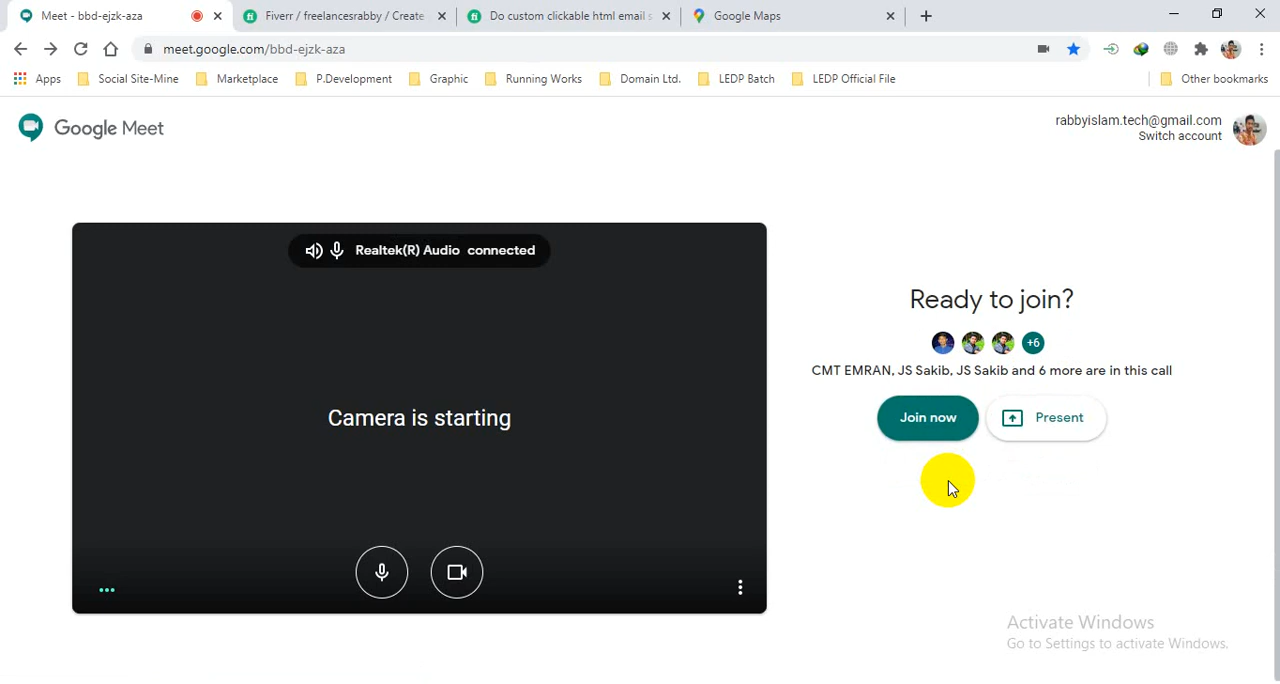 Meet - bbd-ejzk-aza
Fiverr / freelancesrabby / Create
Do custom clickable html email s
Google Maps
meet.google.com/bbd-ejzk-aza
Apps
Social Site-Mine
Marketplace
P.Development
Graphic
Running Works
Domain Ltd.
LEDP Batch
LEDP Official File
Other bookmarks
Google Meet
rabbyislam.tech@gmail.com
Switch account
Realtek(R) Audio connected
Camera is starting
Ready to join?
+6
CMT EMRAN, JS Sakib, JS Sakib and 6 more are in this call
Join now
Present
Activate Windows
Go to Settings to activate Windows.